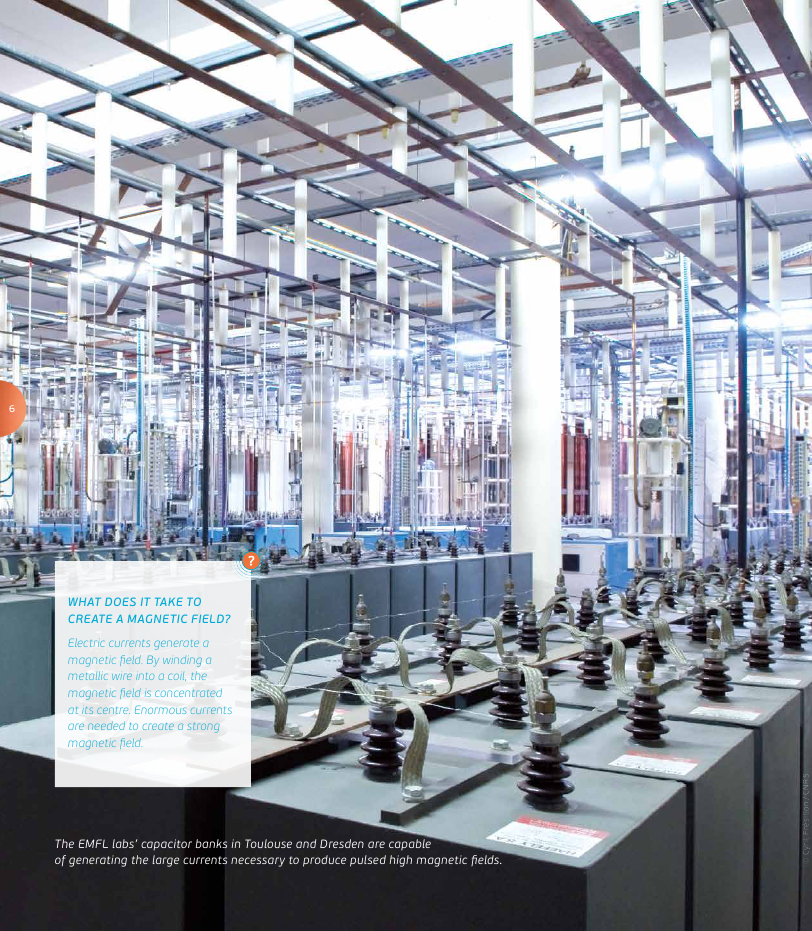 6
?
WHAT DOES IT TAKE TO
CREATE A MAGNETIC FIELD?
Electric currents generate a
magnetic field. By winding a
metallic wire into a coil, the
magnetic field is concentrated
at its centre. Enormous currents
are needed to create a strong
magnetic field.
The EMFL labs' capacitor banks in Toulouse and Dresden are capable
of generating the large currents necessary to produce pulsed high magnetic fields.